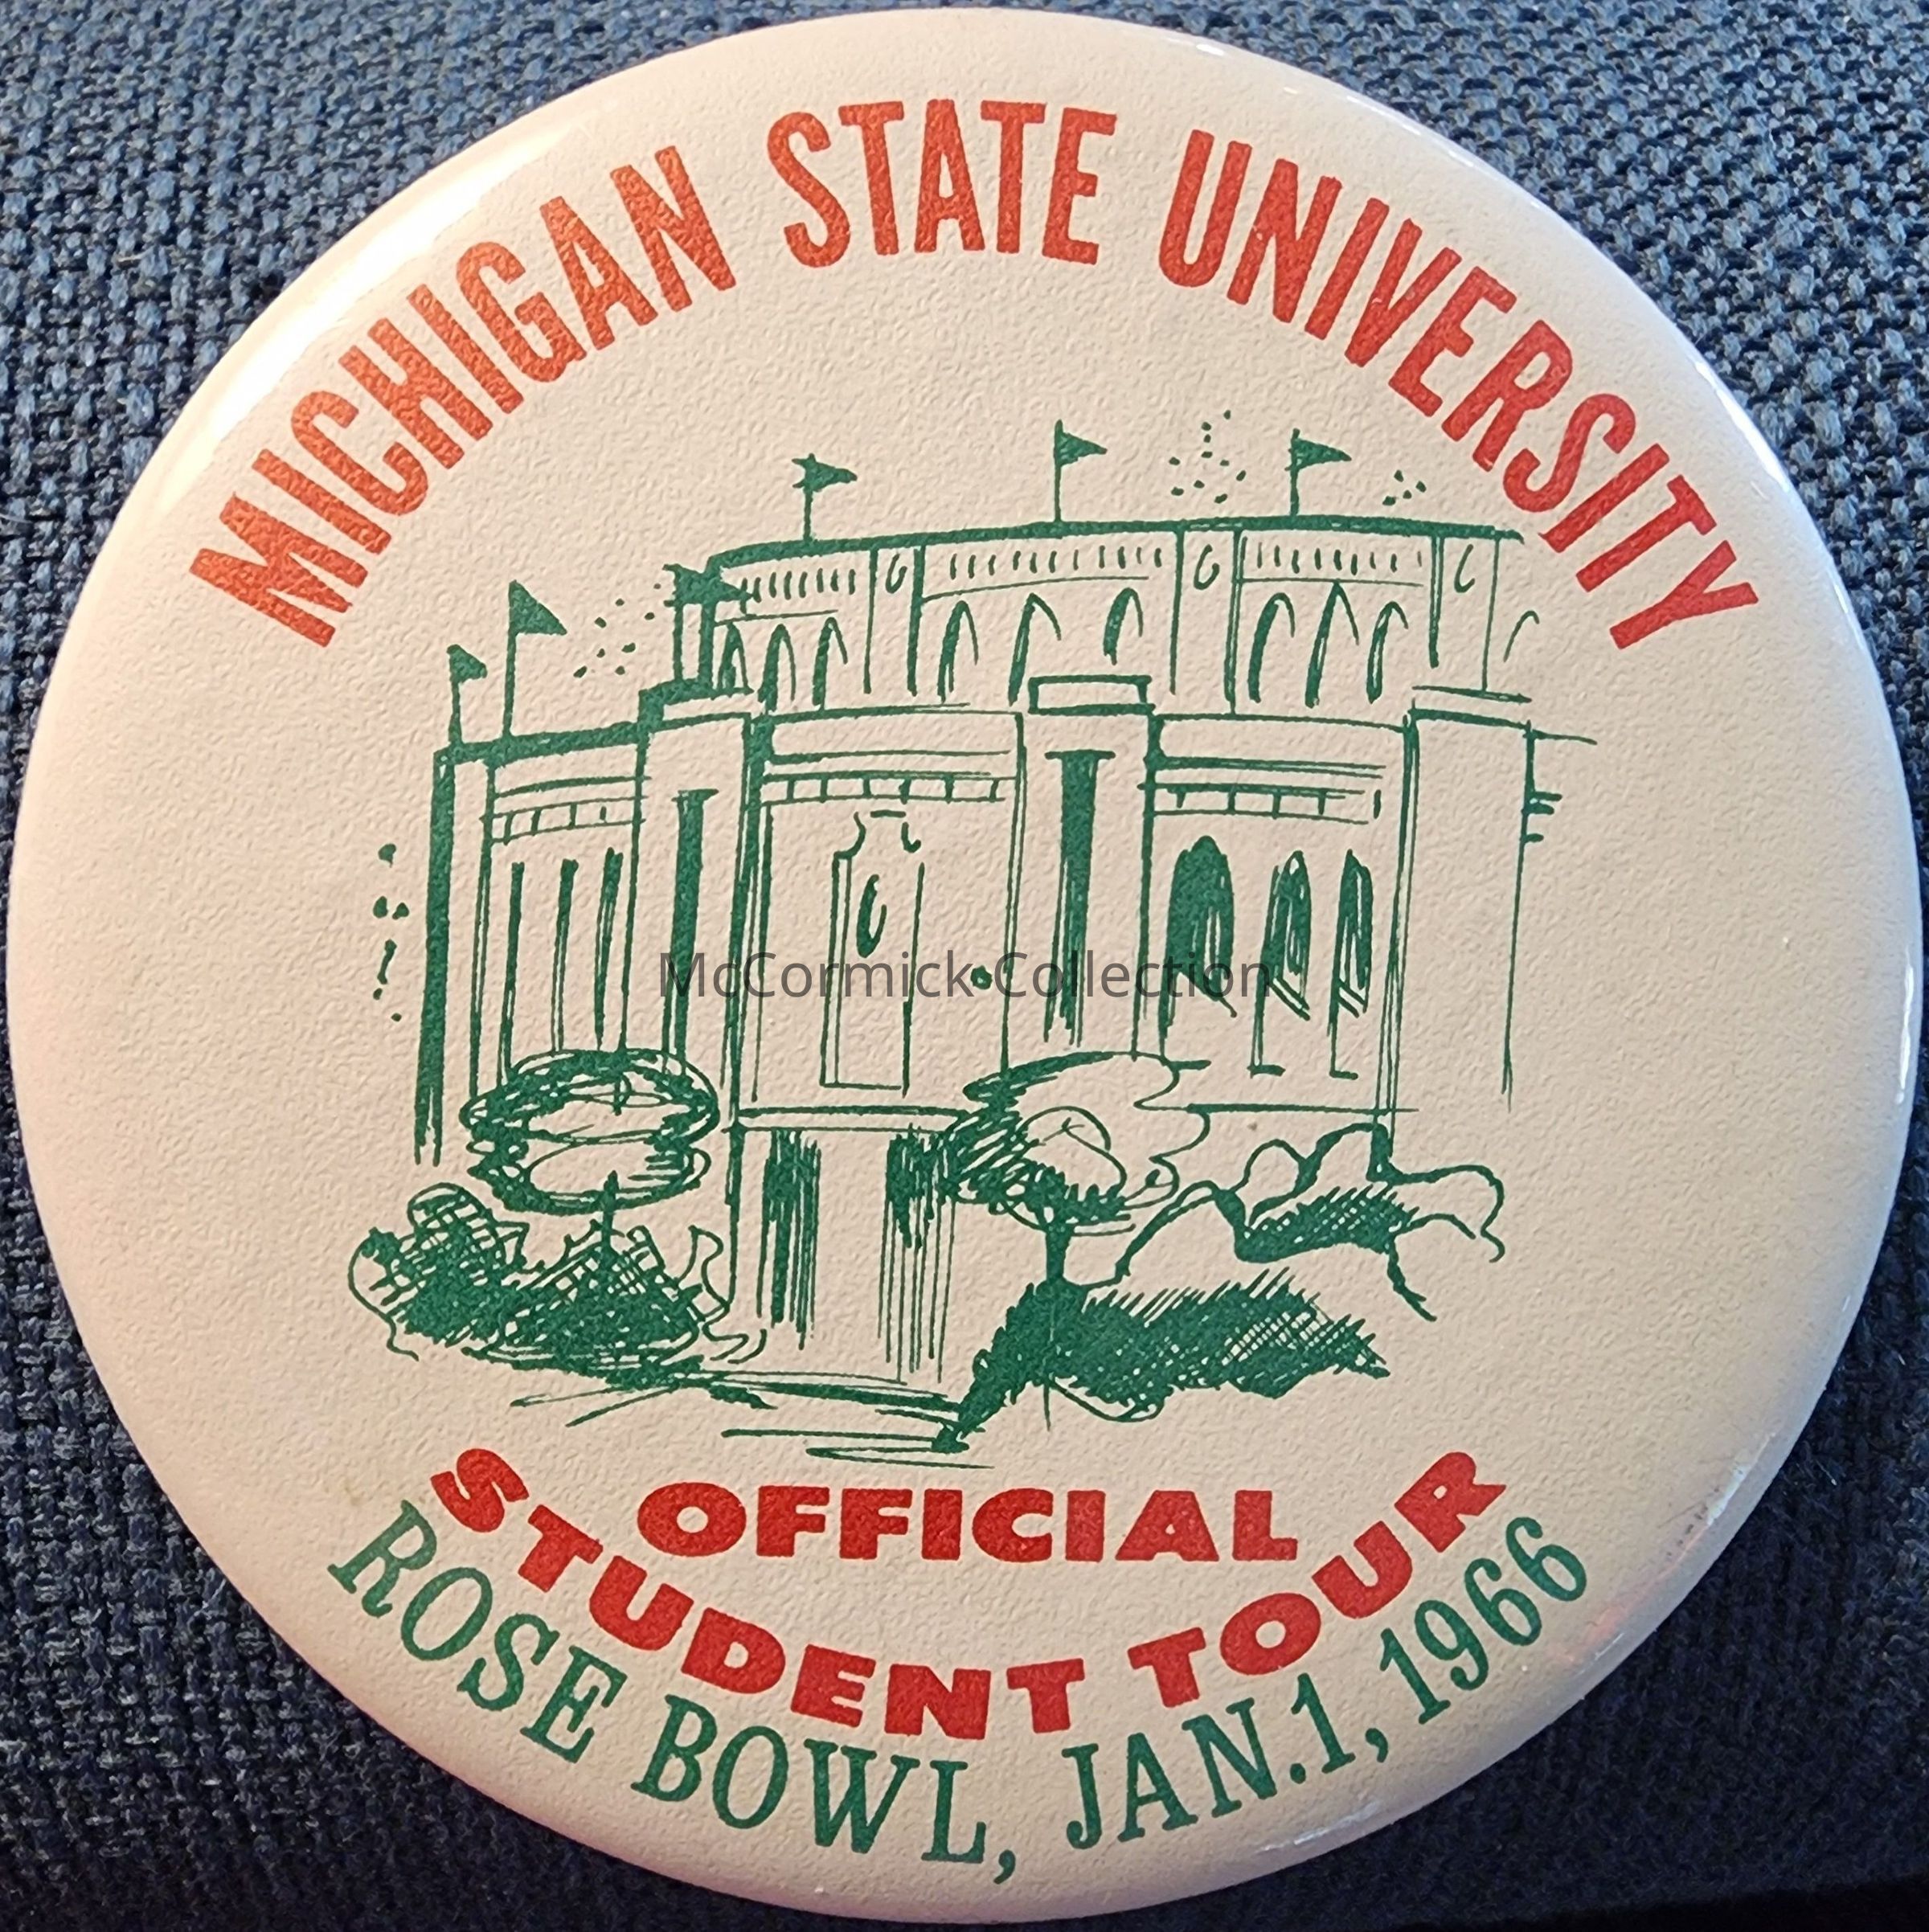 MICHIGAN STATE UNIVERSITY
McCormick Collection
OFFICIAL
STUDENT TOUR
ROSE BOWL, JAN.1, 1966